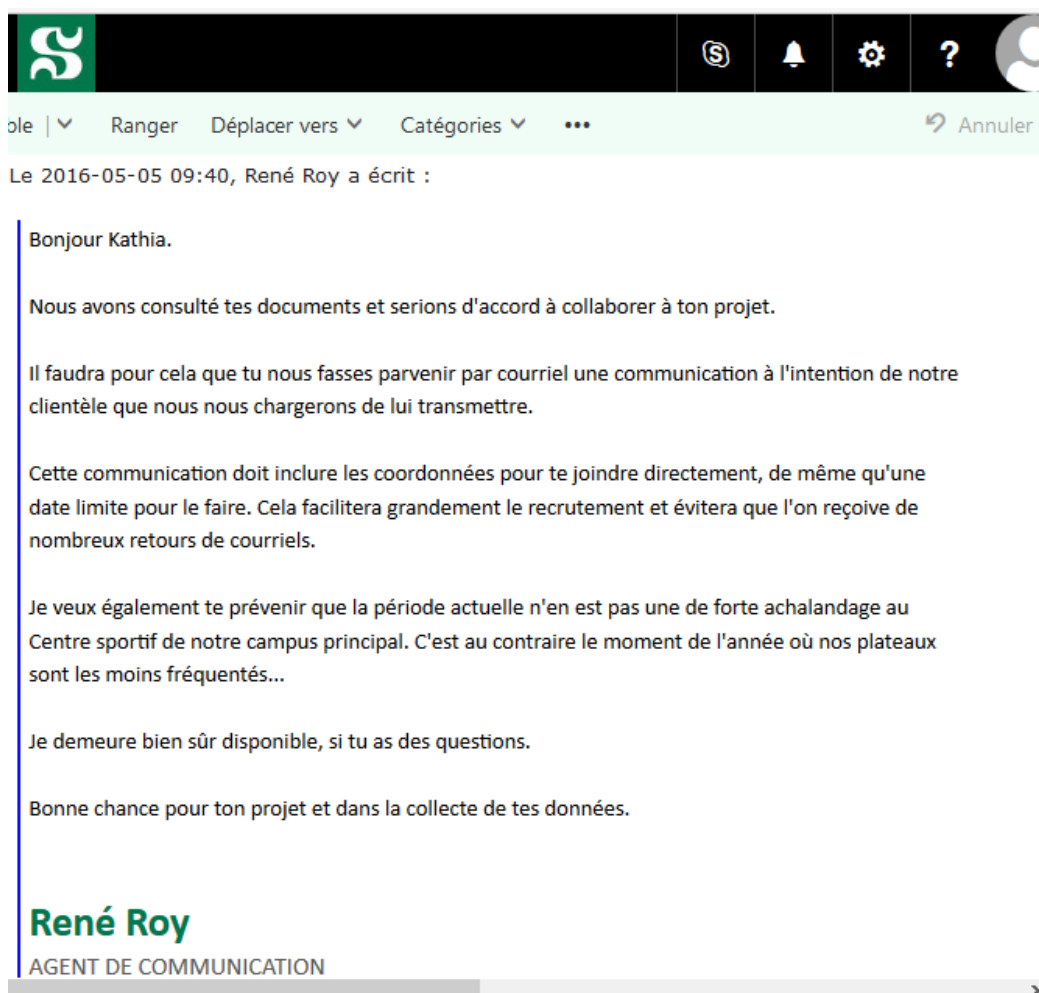 ble | Ranger Déplacer vers Catégories ••• Annuler
Le 2016-05-05 09:40, René Roy a écrit :
Bonjour Kathia.
Nous avons consulté tes documents et serions d'accord à collaborer à ton projet.
Il faudra pour cela que tu nous fasses parvenir par courriel une communication à l'intention de notre
clientèle que nous nous chargerons de lui transmettre.
Cette communication doit inclure les coordonnées pour te joindre directement, de même qu'une
date limite pour le faire. Cela facilitera grandement le recrutement et évitera que l'on reçoive de
nombreux retours de courriels.
Je veux également te prévenir que la période actuelle n'en est pas une de forte achalandage au
Centre sportif de notre campus principal. C'est au contraire le moment de l'année où nos plateaux
sont les moins fréquentés...
Je demeure bien sûr disponible, si tu as des questions.
Bonne chance pour ton projet et dans la collecte de tes données.
René Roy
AGENT DE COMMUNICATION